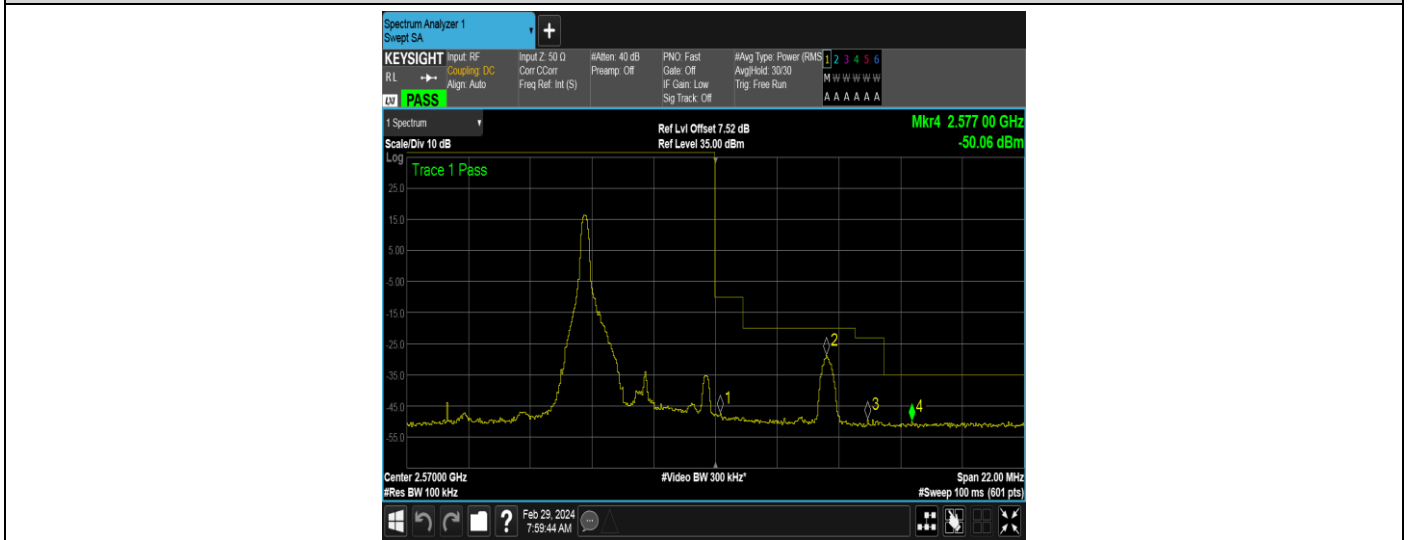 Spectrum Analyzer 1
Swept SA
+
KEYSIGHT
Input: RF
Coupling: DC
Align: Auto
Input Z: 50 Ω
Corr CCorr
Freq Ref: Int (S)
#Atten: 40 dB
Preamp: Off
PNO: Fast
Gate: Off
IF Gain: Low
Sig Track: Off
#Avg Type: Power (RMS
Avg|Hold: 30/30
Trig: Free Run
1 2 3 4 5 6
M W W W W W
A A A A A A
RL
LXI PASS
1 Spectrum
Scale/Div 10 dB
Ref Lvl Offset 7.52 dB
Ref Level 35.00 dBm
Mkr4 2.577 00 GHz
-50.06 dBm
Log
Trace 1 Pass
25.0
15.0
5.00
-5.00
-15.0
-25.0
-35.0
-45.0
-55.0
1
2
3
4
Center 2.57000 GHz
#Res BW 100 kHz
#Video BW 300 kHz*
Span 22.00 MHz
#Sweep 100 ms (601 pts)
?
Feb 29, 2024
7:59:44 AM